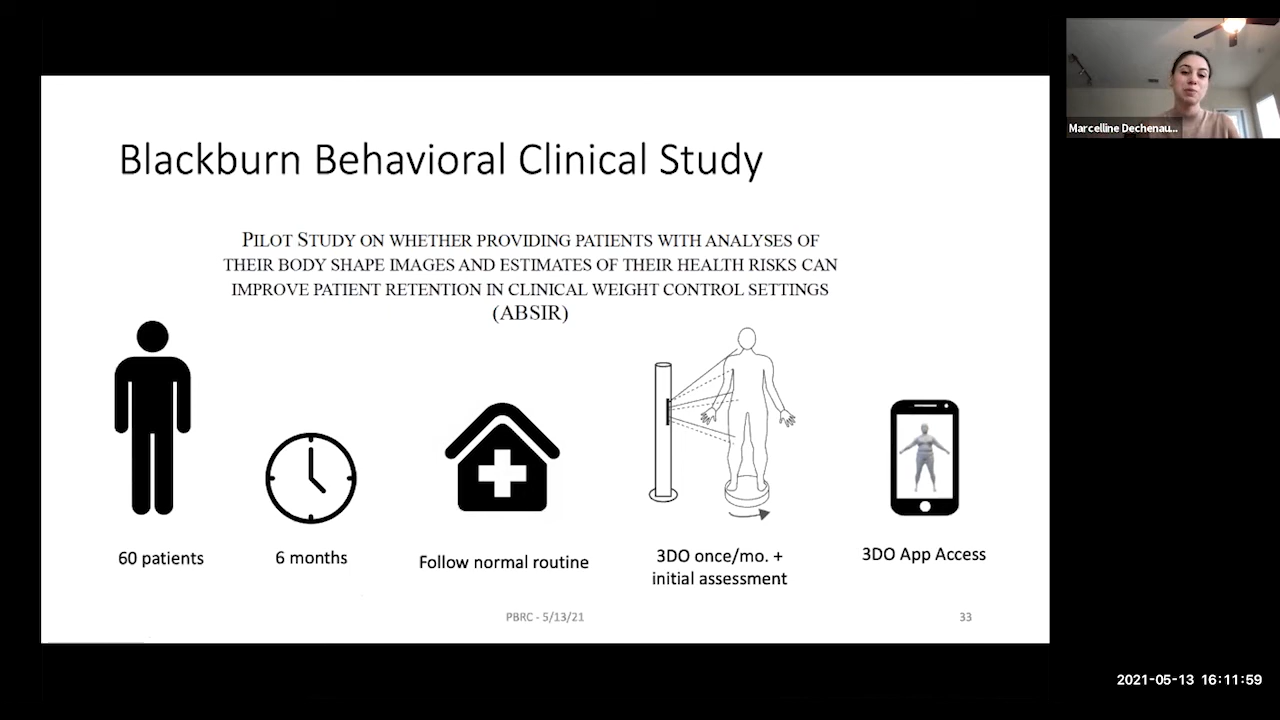 Blackburn Behavioral Clinical Study
PILOT STUDY ON WHETHER PROVIDING PATIENTS WITH ANALYSES OF
THEIR BODY SHAPE IMAGES AND ESTIMATES OF THEIR HEALTH RISKS CAN
IMPROVE PATIENT RETENTION IN CLINICAL WEIGHT CONTROL SETTINGS
(ABSIR)
60 patients
6 months
Follow normal routine
3DO once/mo. +
initial assessment
3DO App Access
PBRC - 5/13/21
33
Marcelline Dechenau...
2021-05-13 16:11:59